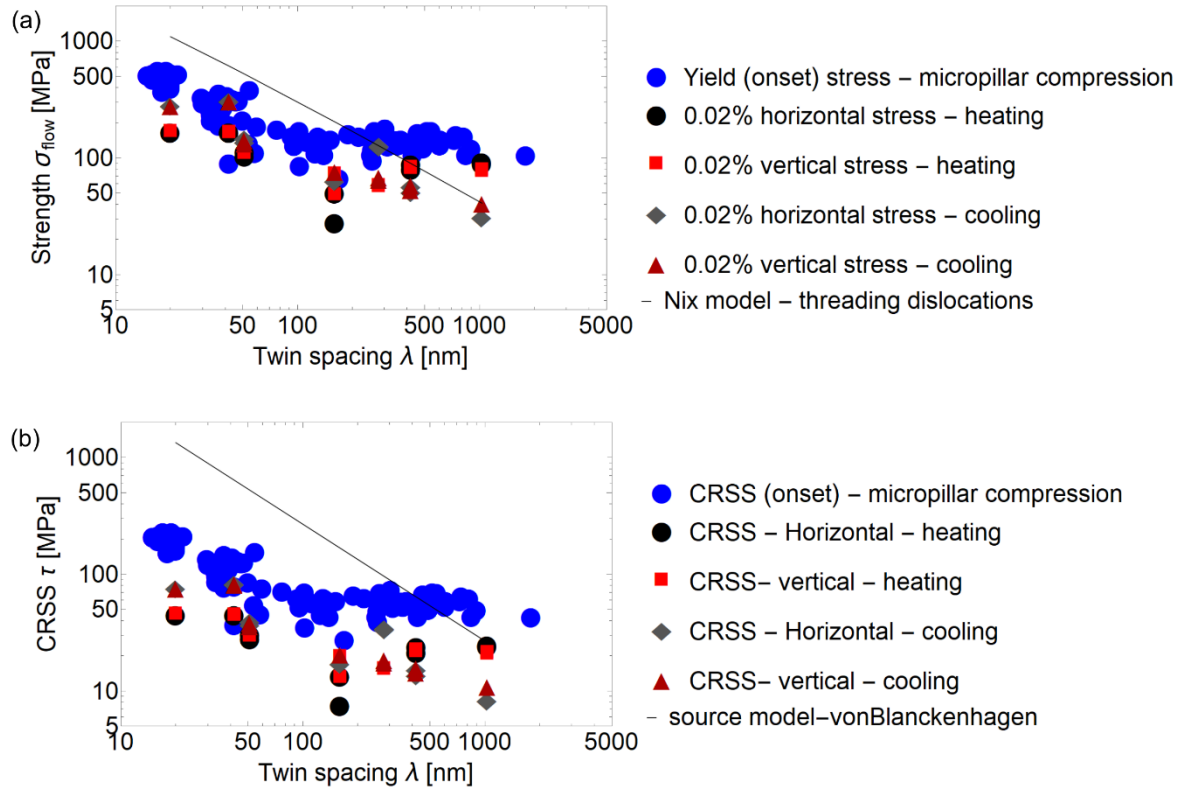 (a)
1000
500
100
50
10
5
10
50
100
500
1000
5000
Strength σflow [MPa]
Twin spacing λ [nm]
Yield (onset) stress – micropillar compression
0.02% horizontal stress – heating
0.02% vertical stress – heating
0.02% horizontal stress – cooling
0.02% vertical stress – cooling
Nix model – threading dislocations
(b)
1000
500
100
50
10
5
10
50
100
500
1000
5000
CRSS τ [MPa]
Twin spacing λ [nm]
CRSS (onset) – micropillar compression
CRSS – Horizontal – heating
CRSS– vertical – heating
CRSS – Horizontal – cooling
CRSS– vertical – cooling
source model–vonBlanckenhagen